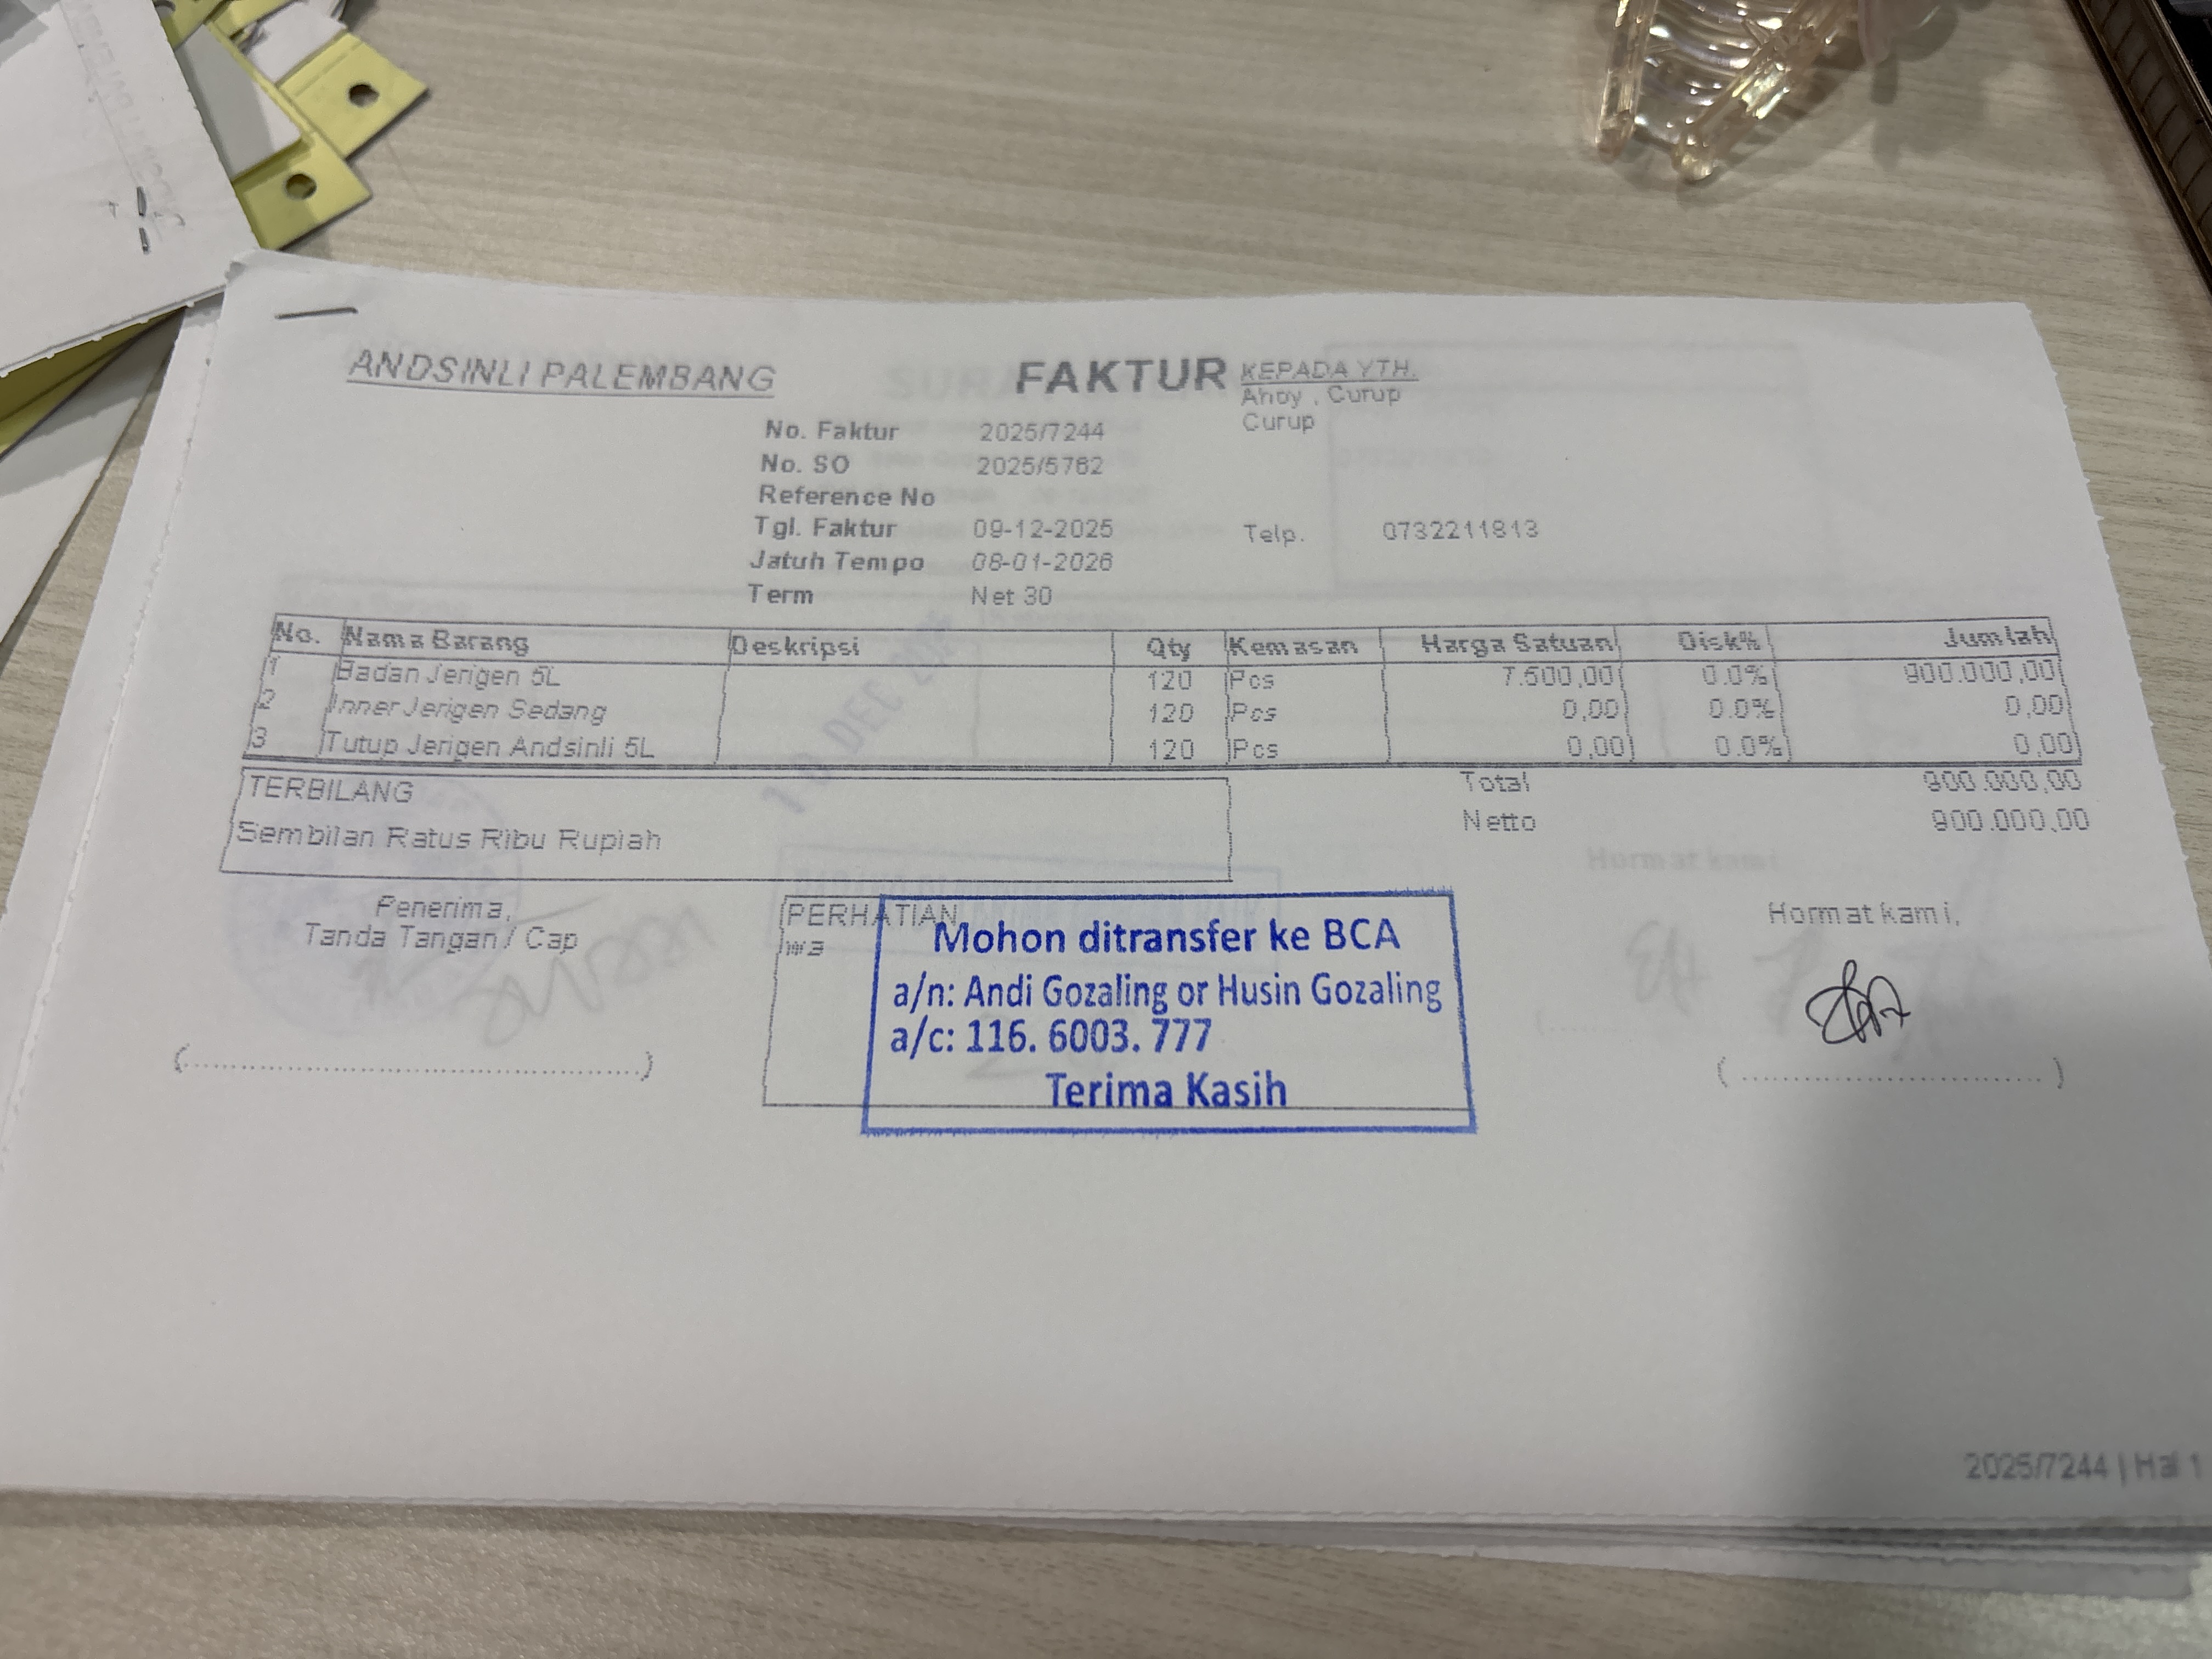 ANDSINLI PALEMBANG
FAKTUR
KEPADA YTH.
Ahoy , Curup
Curup
No. Faktur 2025/7244
No. SO 2025/5762
Reference No
Tgl. Faktur 09-12-2025
Telp. 0732211813
Jatuh Tempo 08-01-2026
Term Net 30
No. Nama Barang Deskripsi Qty Kemasan Harga Satuan Disk% Jumlah
1 Badan Jerigen 5L 120 Pcs 7.500,00 0.0% 900.000,00
2 Inner Jerigen Sedang 120 Pcs 0,00 0.0% 0,00
3 Tutup Jerigen Andsinli 5L 120 Pcs 0,00 0.0% 0,00
TERBILANG
Sembilan Ratus Ribu Rupiah
Total 900.000,00
Netto 900.000,00
Penerima,
Tanda Tangan / Cap
PERHATIAN
Mohon ditransfer ke BCA
a/n: Andi Gozaling or Husin Gozaling
a/c: 116. 6003. 777
Terima Kasih
Hormat kami,
(.....................................................)
( ................................. )
10 DEC 2025
Hormat kami
2025/7244 | Hal 1